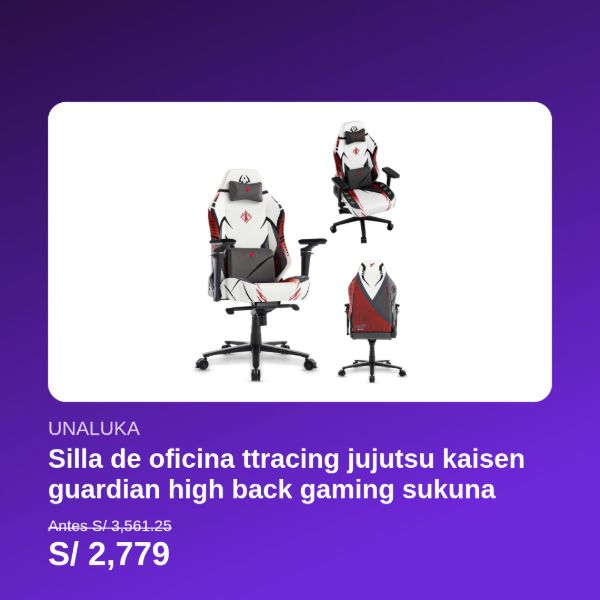 UNALUKA
Silla de oficina ttracing jujutsu kaisen
guardian high back gaming sukuna
Antes S/ 3,561.25
S/ 2,779